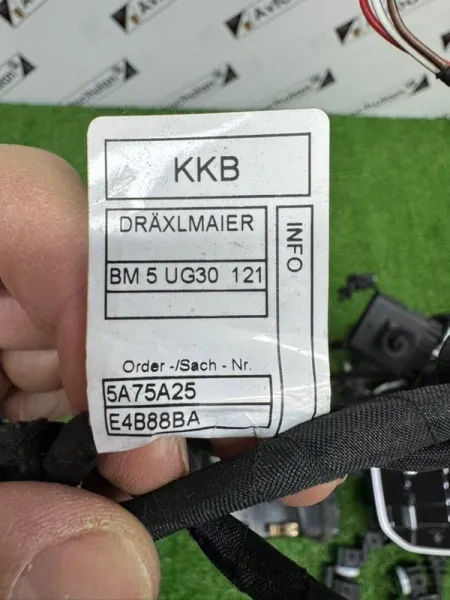 KKB
DRÄXLMAIER
BM 5 UG30 121
INFO
Order -/Sach - Nr.
5A75A25
E4B88BA